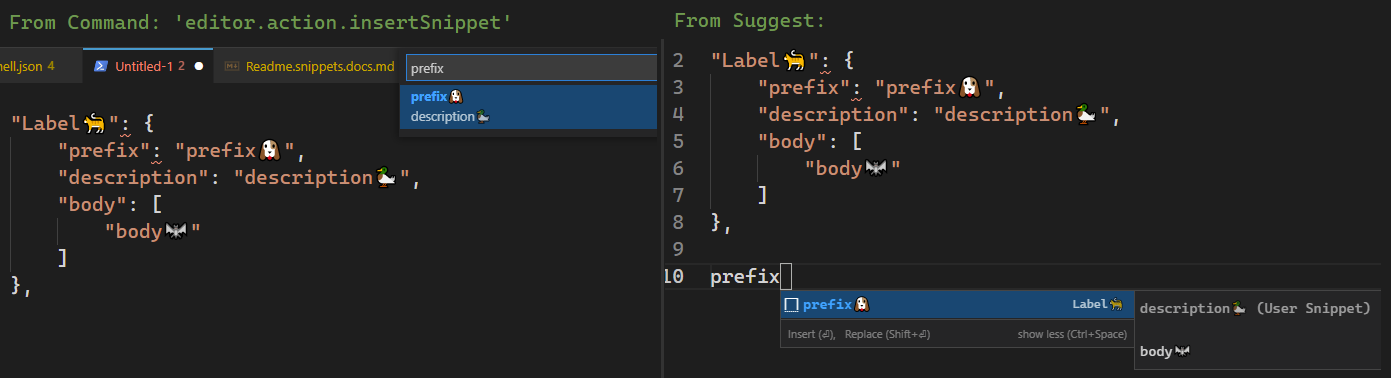 From Command: 'editor.action.insertSnippet'
hell.json 4
Untitled-1 2
Readme.snippets.docs.md
prefix
prefix🐶
description🦆
"Label🐈": {
"prefix": "prefix🐶",
"description": "description🦆",
"body": [
"body🦇"
]
},
From Suggest:
2 "Label🐈": {
3 "prefix": "prefix🐶",
4 "description": "description🦆",
5 "body": [
6 "body🦇"
7 ]
8 },
9
10 prefix
prefix🐶 Label🐈
Insert (⏎), Replace (Shift+⏎) show less (Ctrl+Space)
description🦆 (User Snippet)
body🦇